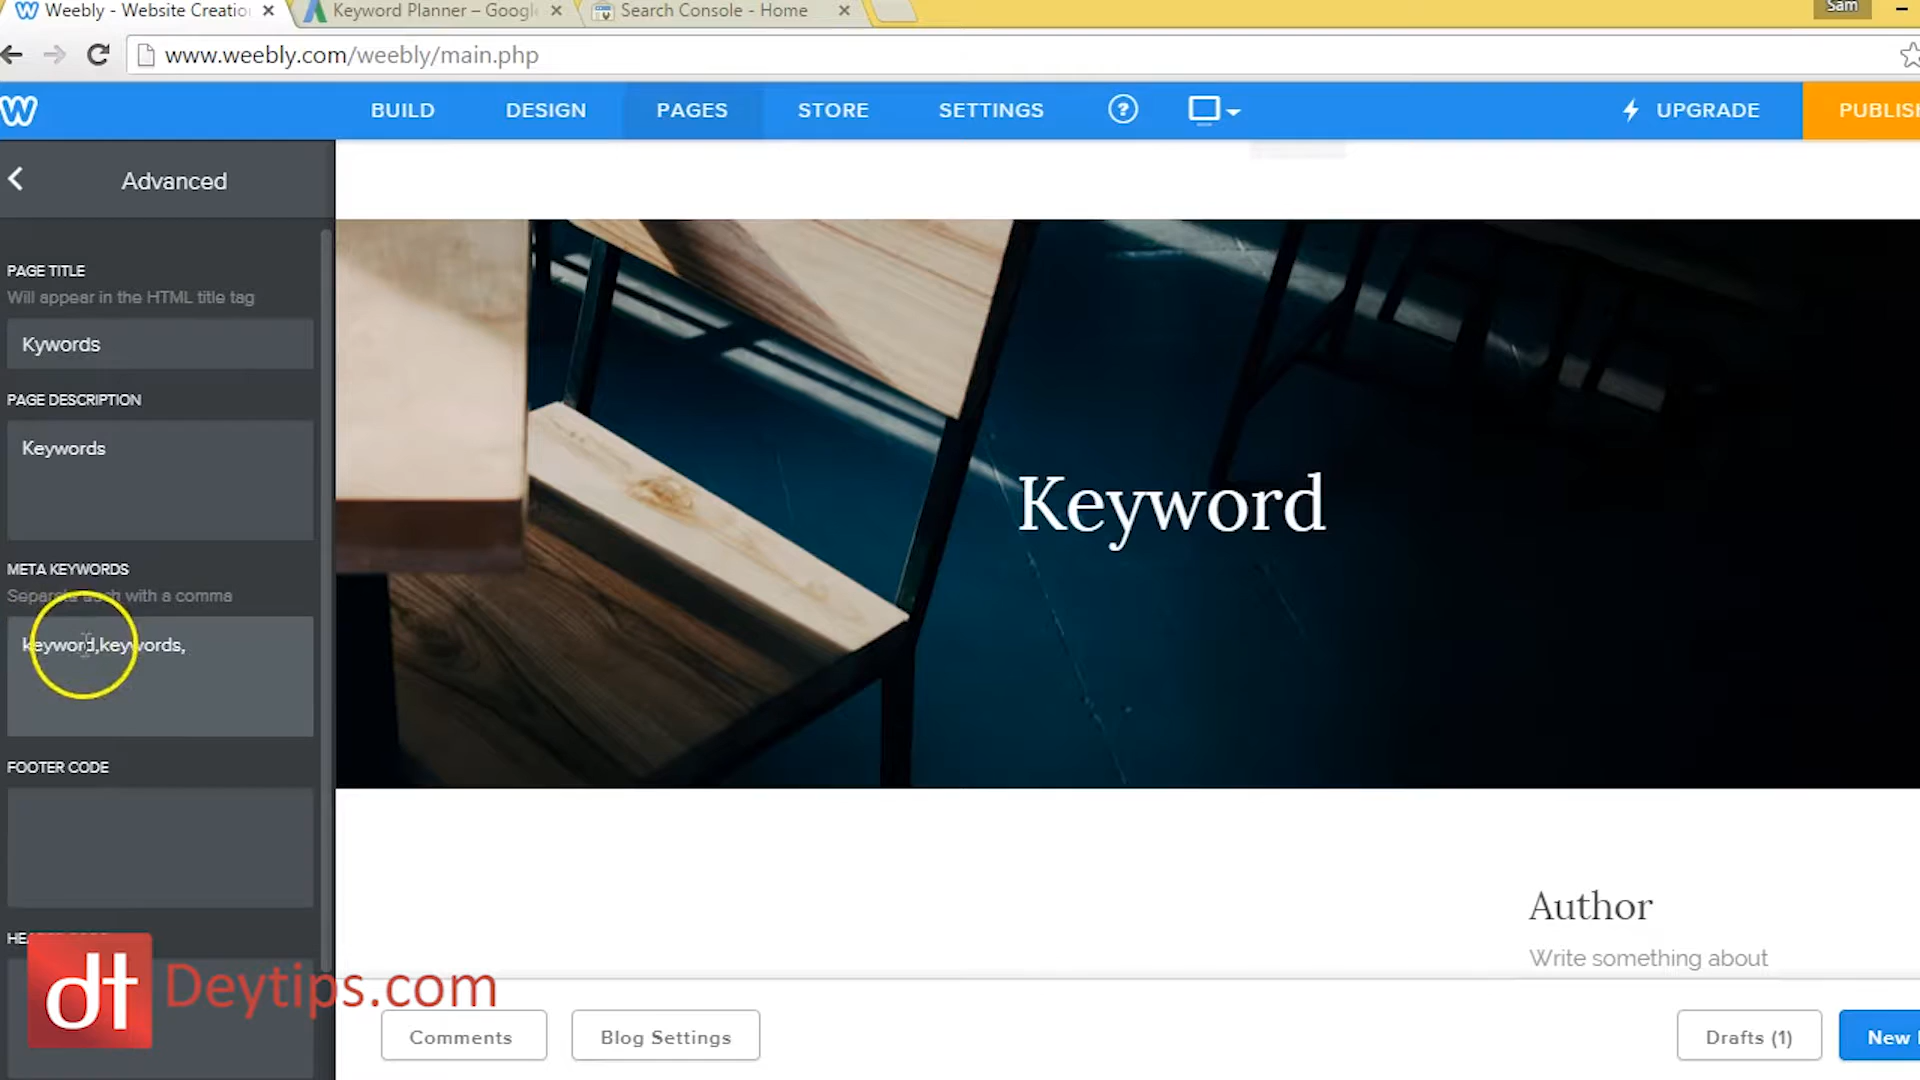 Weebly - Website Creatio
Keyword Planner – Googl
Search Console - Home
Sam
www.weebly.com/weebly/main.php
W
BUILD
DESIGN
PAGES
STORE
SETTINGS
?
UPGRADE
PUBLIS
Advanced
PAGE TITLE
Will appear in the HTML title tag
Kywords
PAGE DESCRIPTION
Keywords
Keyword
META KEYWORDS
Separate each with a comma
keyword,keywords,
FOOTER CODE
Author
Write something about
dt Deytips.com
Comments
Blog Settings
Drafts (1)
New